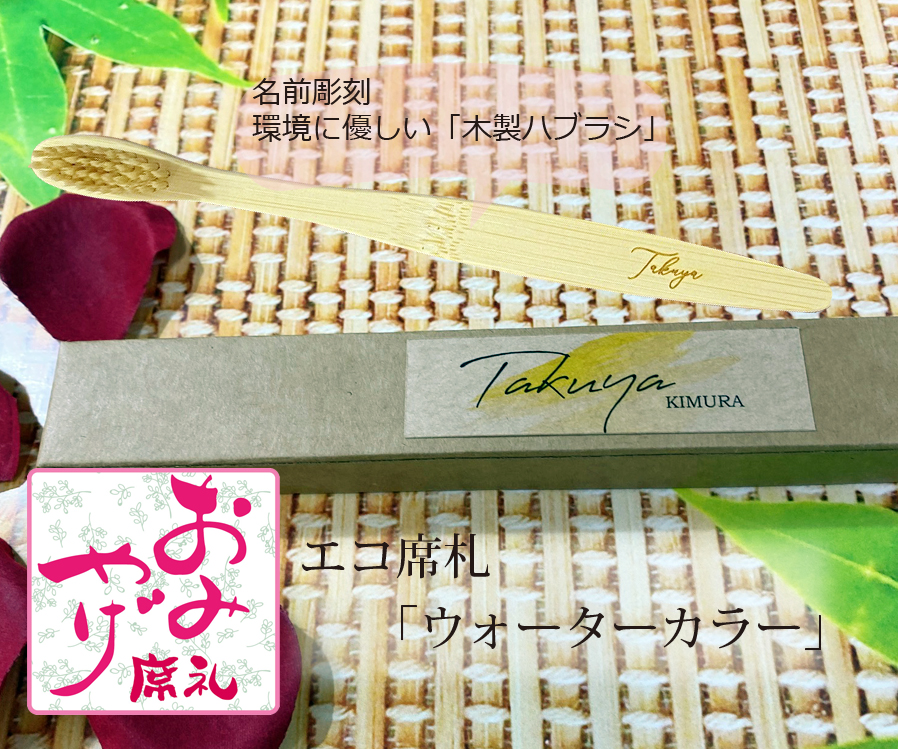 名前彫刻
環境に優しい「木製ハブラシ」
Takuya
Takuya
KIMURA
おみ
やげ
席札
エコ席札
「ウォーターカラー」